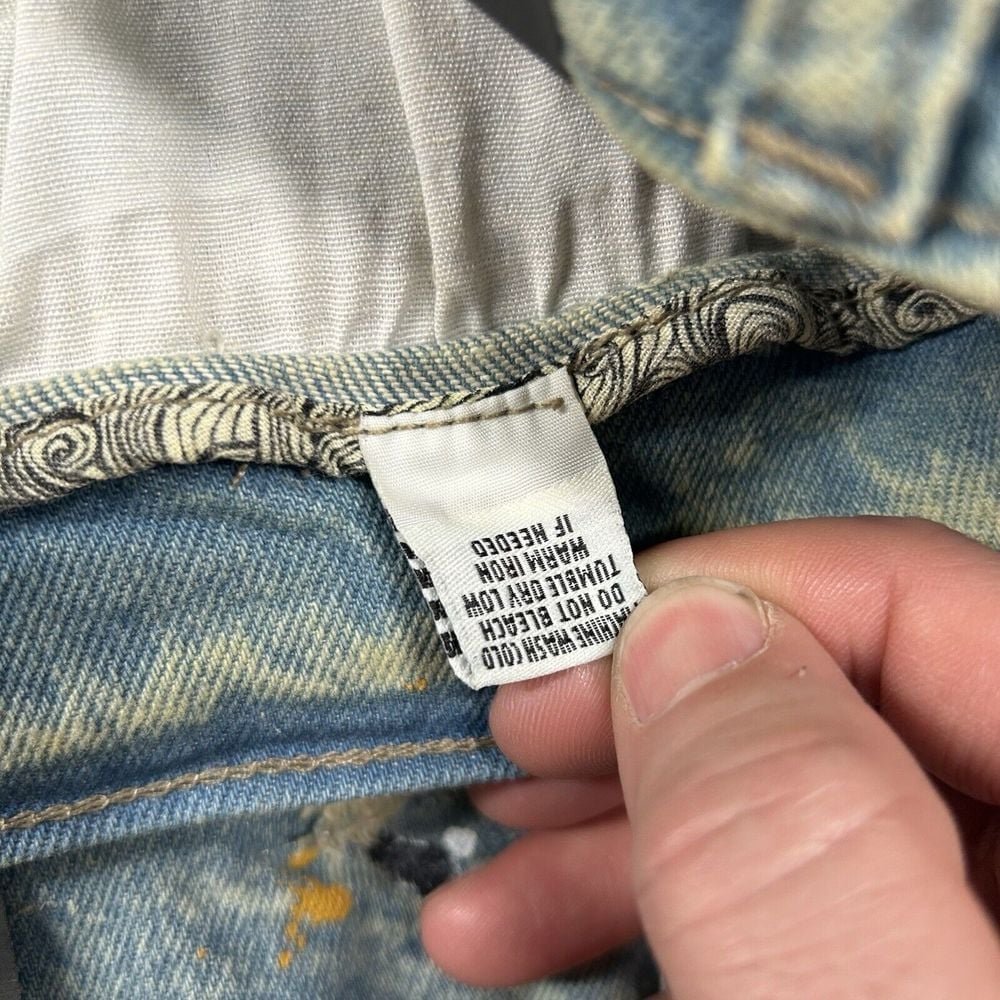 WASH COLD
DO NOT BLEACH
TUMBLE DRY LOW
WARM IRON
IF NEEDED